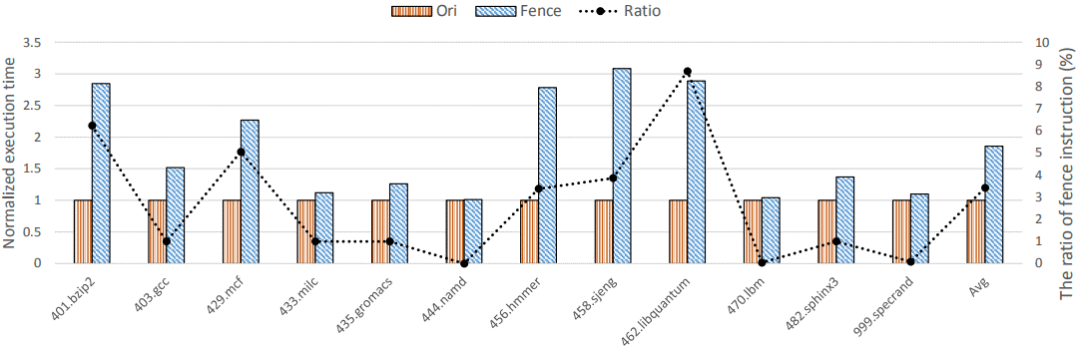 Ori Fence Ratio
Normalized execution time
3.5
3
2.5
2
1.5
1
0.5
0
10
9
8
7
6
5
4
3
2
1
0
The ratio of fence instruction (%)
401.bzip2
403.gcc
429.mcf
433.milc
435.gromacs
444.namd
456.hmmer
458.sjeng
462.libquantum
470.lbm
482.sphinx3
999.specrand
Avg